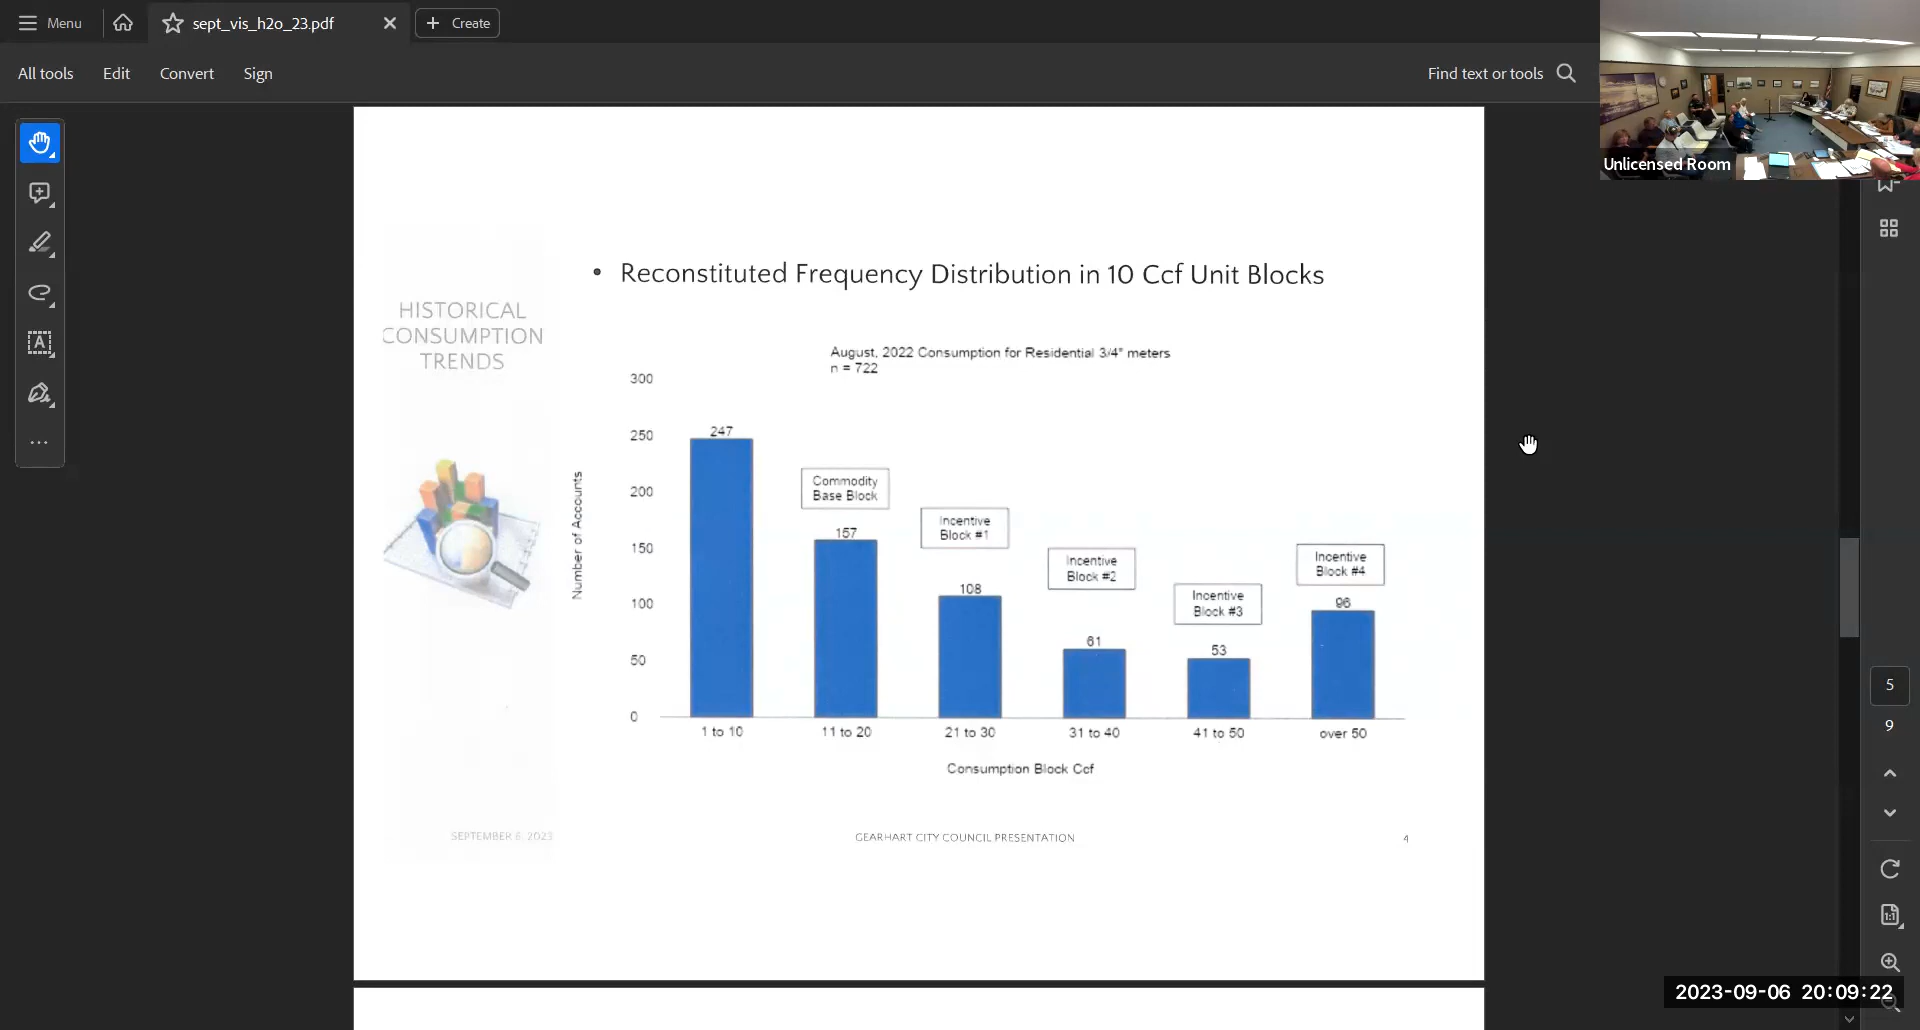 Menu
sept_vis_h2o_23.pdf
Create
All tools
Edit
Convert
Sign
Find text or tools
Unlicensed Room
• Reconstituted Frequency Distribution in 10 Ccf Unit Blocks
HISTORICAL
CONSUMPTION
TRENDS
August, 2022 Consumption for Residential 3/4" meters
n = 722
Number of Accounts
300
250
200
150
100
50
0
247
157
108
61
53
96
Commodity
Base Block
Incentive
Block #1
Incentive
Block #2
Incentive
Block #3
Incentive
Block #4
1 to 10
11 to 20
21 to 30
31 to 40
41 to 50
over 50
Consumption Block Ccf
SEPTEMBER 6, 2023
GEARHART CITY COUNCIL PRESENTATION
4
5
9
2023-09-06 20:09:22